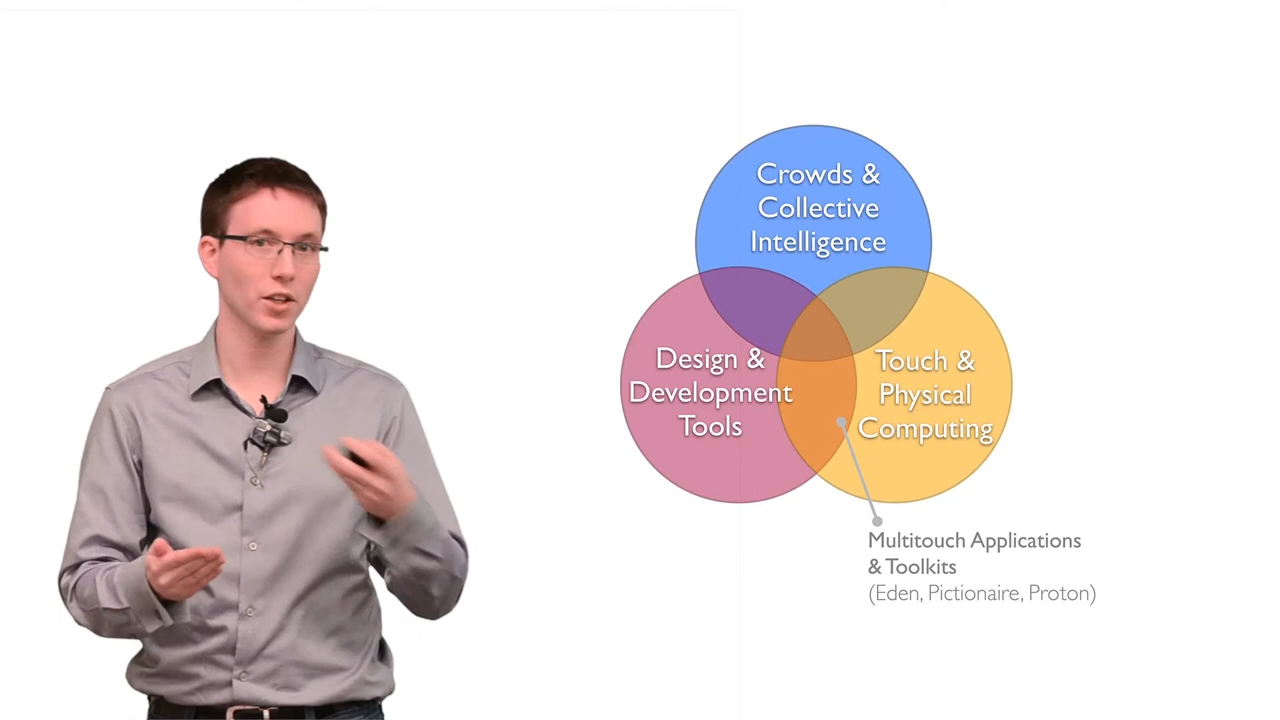 Crowds &
Collective
Intelligence
Design &
Development
Tools
Touch &
Physical
Computing
Multitouch Applications
& Toolkits
(Eden, Pictionaire, Proton)